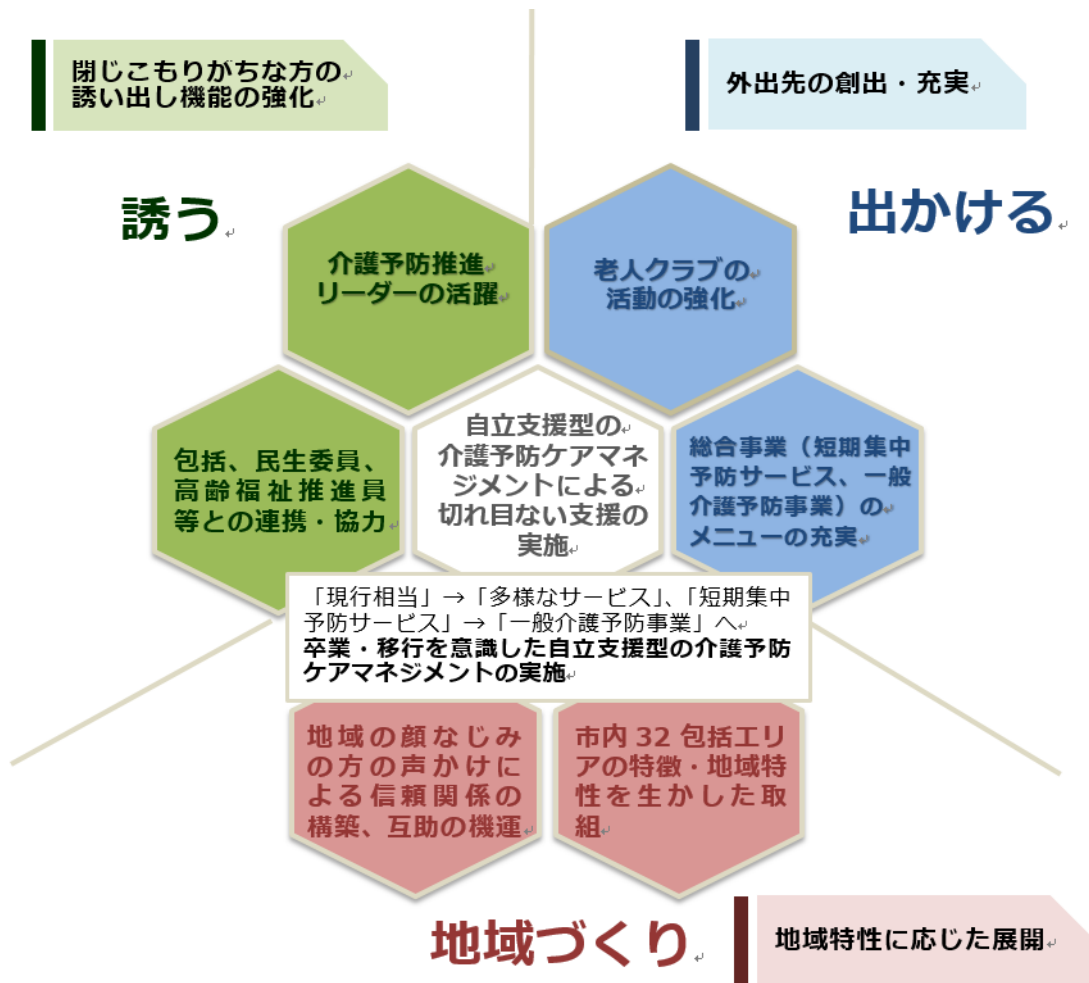 閉じこもりがちな方の
誘い出し機能の強化
外出先の創出・充実
誘う
出かける
介護予防推進
リーダーの活躍
老人クラブの
活動の強化
包括、民生委員、
高齢福祉推進員
等との連携・協力
自立支援型の
介護予防ケアマネ
ジメントによる
切れ目ない支援の
実施
総合事業（短期集中
予防サービス、一般
介護予防事業）の
メニューの充実
「現行相当」→「多様なサービス」、「短期集中
予防サービス」→「一般介護予防事業」へ
卒業・移行を意識した自立支援型の介護予防
ケアマネジメントの実施
地域の顔なじみ
の方の声かけに
よる信頼関係の
構築、互助の機運
市内 32 包括エリ
アの特徴・地域特
性を生かした取
組
地域づくり
地域特性に応じた展開